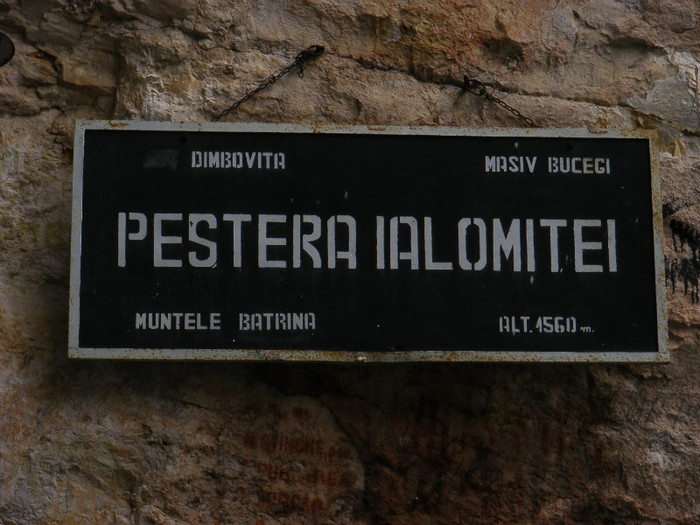 DIMBOVITA MASIV BUCEGI
PESTERA IALOMITEI
MUNTELE BATRINA ALT. 1560 m.